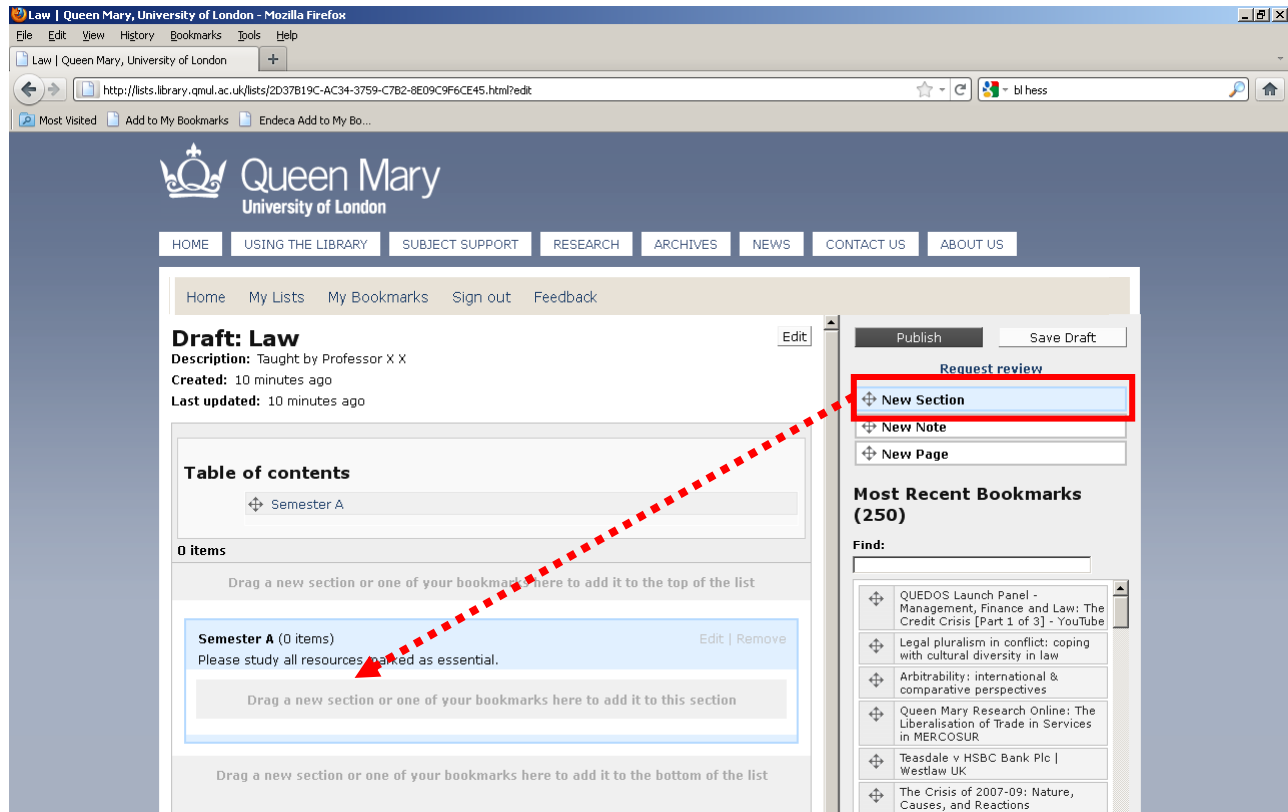 Law | Queen Mary, University of London - Mozilla Firefox
File Edit View History Bookmarks Tools Help
Law | Queen Mary, University of London +
http://lists.library.qmul.ac.uk/lists/2D37B19C-AC34-3759-C7B2-8E09C9F6CE45.html?edit
bl hess
Most Visited Add to My Bookmarks Endeca Add to My Bo...
Queen Mary
University of London
HOME USING THE LIBRARY SUBJECT SUPPORT RESEARCH ARCHIVES NEWS CONTACT US ABOUT US
Home My Lists My Bookmarks Sign out Feedback
Draft: Law
Edit
Description: Taught by Professor X X
Created: 10 minutes ago
Last updated: 10 minutes ago
Table of contents
Semester A
0 items
Drag a new section or one of your bookmarks here to add it to the top of the list
Semester A (0 items)
Edit | Remove
Please study all resources marked as essential.
Drag a new section or one of your bookmarks here to add it to this section
Drag a new section or one of your bookmarks here to add it to the bottom of the list
Publish Save Draft
Request review
New Section
New Note
New Page
Most Recent Bookmarks
(250)
Find:
QUEDOS Launch Panel -
Management, Finance and Law: The
Credit Crisis [Part 1 of 3] - YouTube
Legal pluralism in conflict: coping
with cultural diversity in law
Arbitrability: international &
comparative perspectives
Queen Mary Research Online: The
Liberalisation of Trade in Services
in MERCOSUR
Teasdale v HSBC Bank Plc |
Westlaw UK
The Crisis of 2007-09: Nature,
Causes, and Reactions